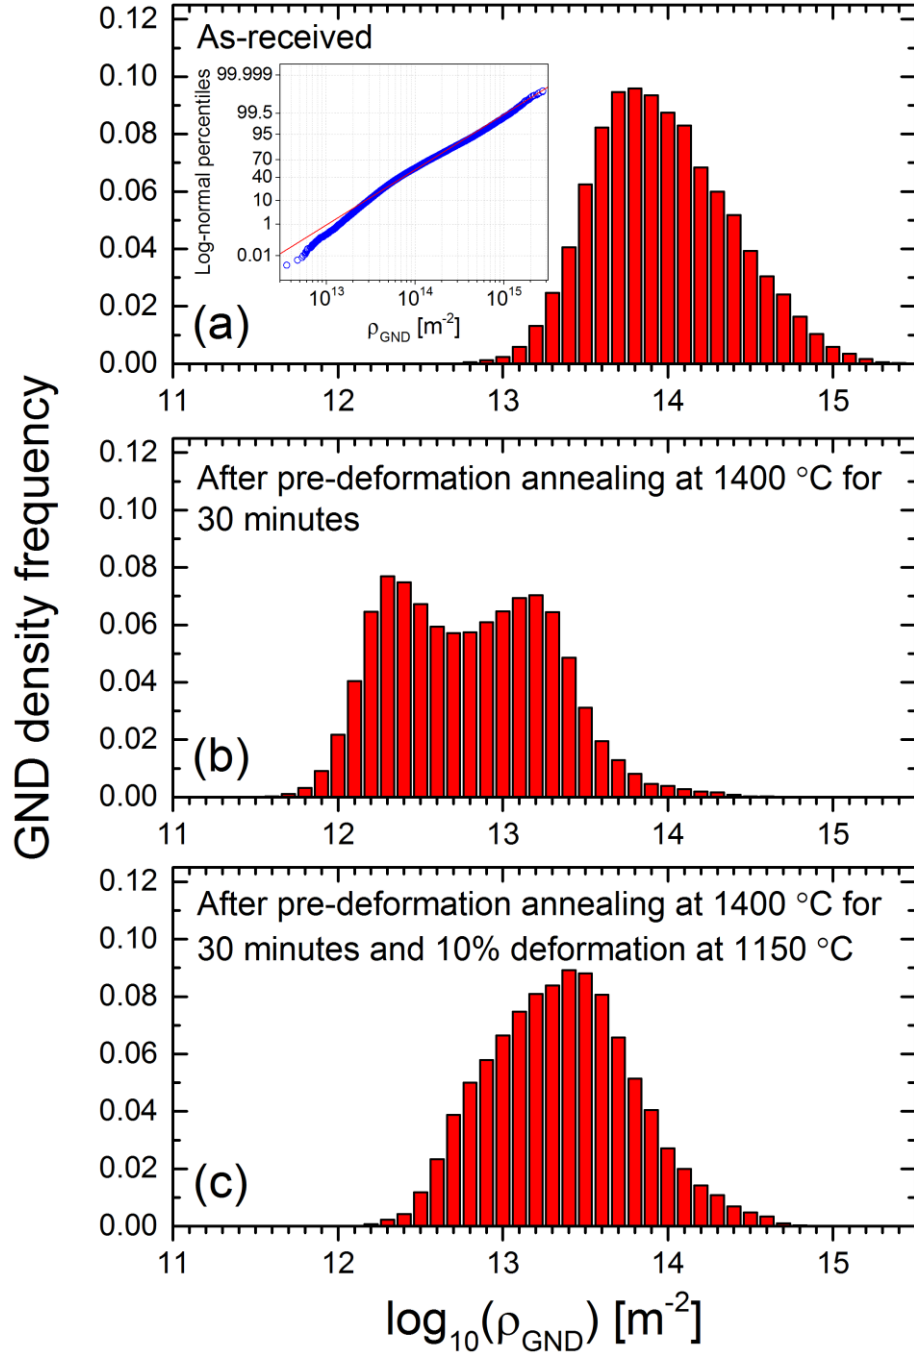 As-received
0.12
0.10
0.08
0.06
0.04
0.02
0.00
Log-normal percentiles
99.999
99.5
95
70
40
10
1
0.01
10^13 10^14 10^15
ρ_GND [m^-2]
(a)
11 12 13 14 15
GND density frequency
After pre-deformation annealing at 1400 °C for
30 minutes
0.12
0.10
0.08
0.06
0.04
0.02
0.00
(b)
11 12 13 14 15
After pre-deformation annealing at 1400 °C for
30 minutes and 10% deformation at 1150 °C
0.12
0.10
0.08
0.06
0.04
0.02
0.00
(c)
11 12 13 14 15
log_10(ρ_GND) [m^-2]